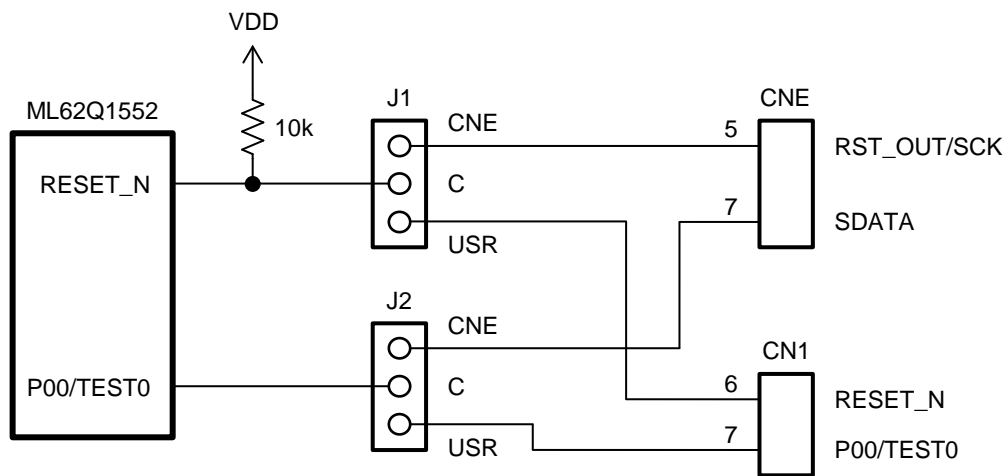 VDD
ML62Q1552
10k
J1
CNE
CNE
5
RST_OUT/SCK
RESET_N
C
7
SDATA
USR
J2
CNE
CN1
P00/TEST0
C
6
RESET_N
USR
7
P00/TEST0